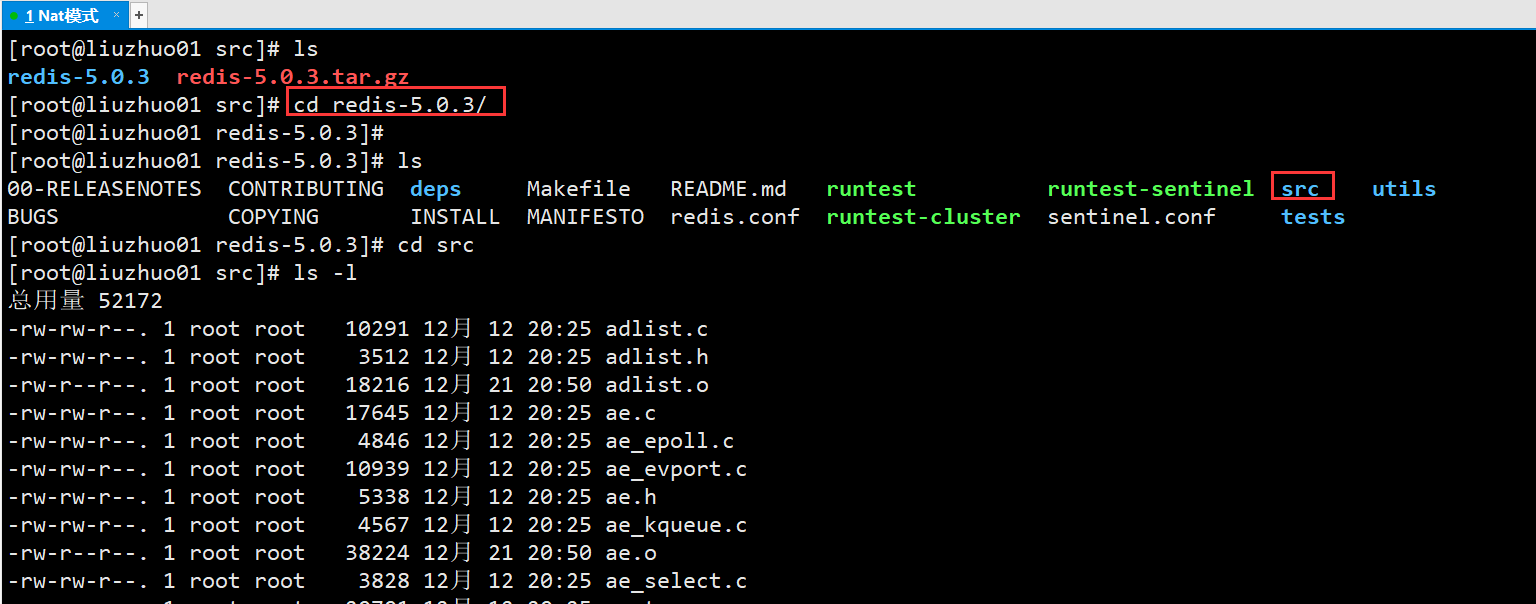 1 Nat模式 × +
[root@liuzhuo01 src]# ls
redis-5.0.3  redis-5.0.3.tar.gz
[root@liuzhuo01 src]# cd redis-5.0.3/
[root@liuzhuo01 redis-5.0.3]#
[root@liuzhuo01 redis-5.0.3]# ls
00-RELEASENOTES  CONTRIBUTING  deps     Makefile   README.md   runtest          runtest-sentinel  src    utils
BUGS             COPYING       INSTALL  MANIFESTO  redis.conf  runtest-cluster  sentinel.conf     tests
[root@liuzhuo01 redis-5.0.3]# cd src
[root@liuzhuo01 src]# ls -l
总用量 52172
-rw-rw-r--. 1 root root   10291 12月 12 20:25 adlist.c
-rw-rw-r--. 1 root root    3512 12月 12 20:25 adlist.h
-rw-r--r--. 1 root root   18216 12月 21 20:50 adlist.o
-rw-rw-r--. 1 root root   17645 12月 12 20:25 ae.c
-rw-rw-r--. 1 root root    4846 12月 12 20:25 ae_epoll.c
-rw-rw-r--. 1 root root   10939 12月 12 20:25 ae_evport.c
-rw-rw-r--. 1 root root    5338 12月 12 20:25 ae.h
-rw-rw-r--. 1 root root    4567 12月 12 20:25 ae_kqueue.c
-rw-r--r--. 1 root root   38224 12月 21 20:50 ae.o
-rw-rw-r--. 1 root root    3828 12月 12 20:25 ae_select.c